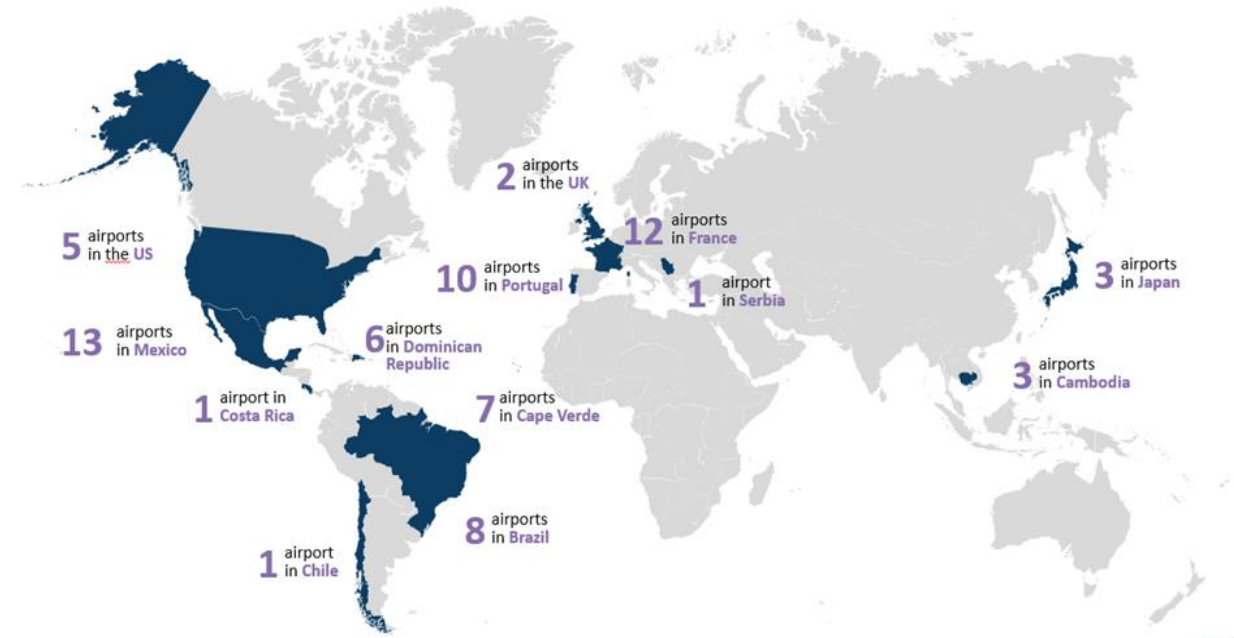 2 airports
in the UK
12 airports
in France
5 airports
in the US
10 airports
in Portugal
1 airport
in Serbia
3 airports
in Japan
13 airports
in Mexico
6 airports
in Dominican
Republic
3 airports
in Cambodia
1 airport in
Costa Rica
7 airports
in Cape Verde
8 airports
in Brazil
1 airport
in Chile